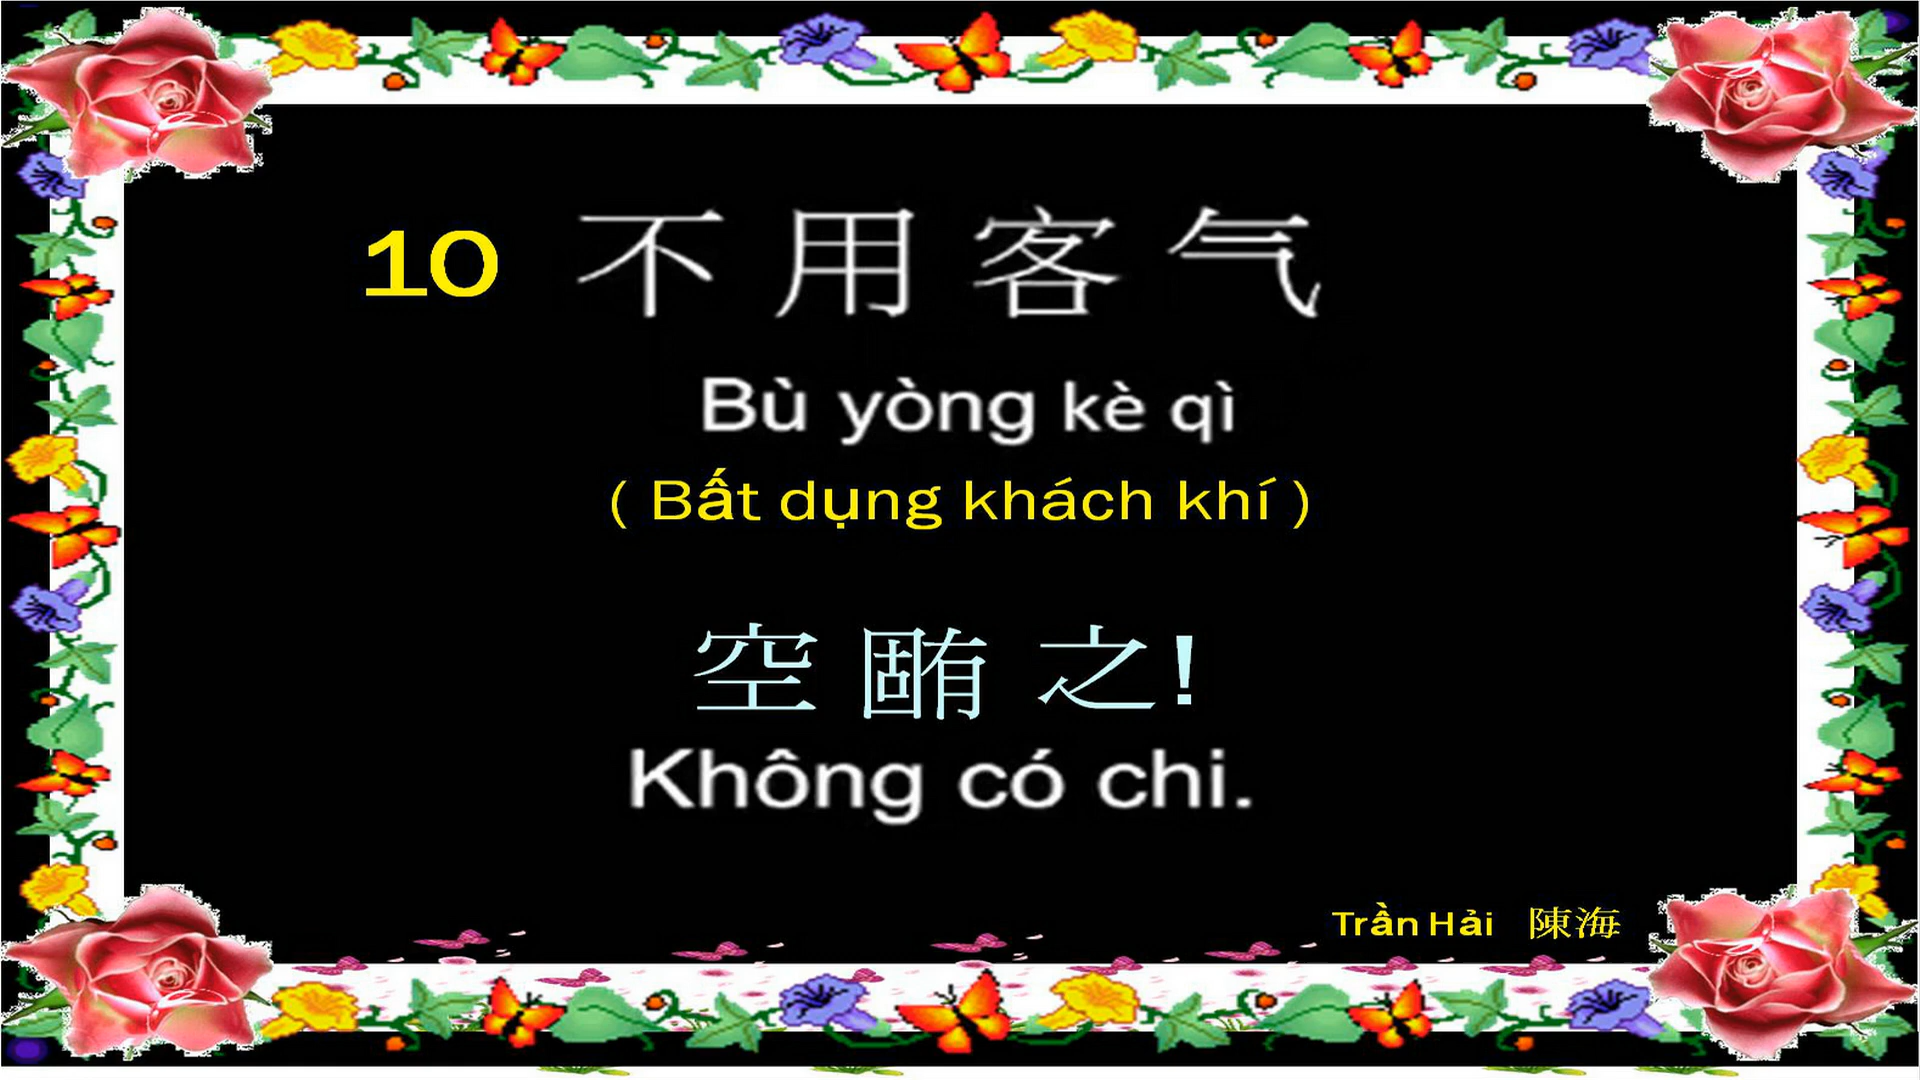 10 不用客气
Bù yòng kè qì
( Bất dụng khách khí )
空𣎏之!
Không có chi.
Trần Hải 陳海